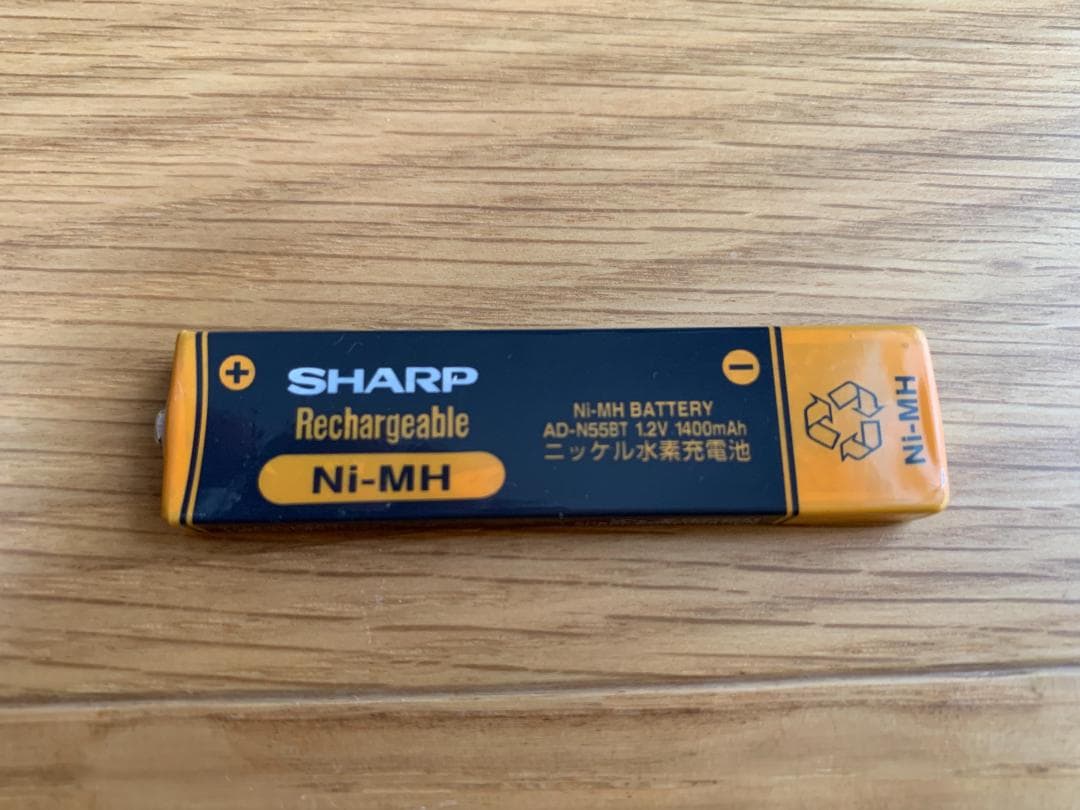 +
SHARP
Rechargeable
Ni-MH
−
Ni-MH BATTERY
AD-N55BT 1.2V 1400mAh
ニッケル水素充電池
Ni-MH